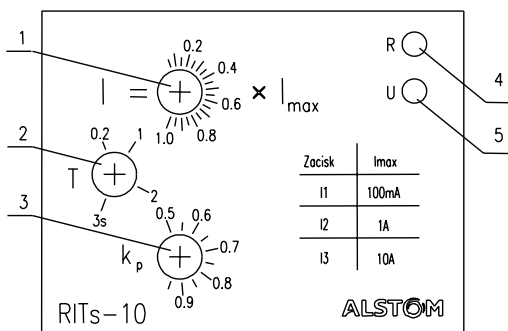 1
2
3
4
5
I = × Imax
0.2
0.4
0.6
0.8
1.0
R
U
T
0.2
1
2
3s
kp
0.5
0.6
0.7
0.8
0.9
Zacisk Imax
I1 100mA
I2 1A
I3 10A
RITs-10
ALSTOM